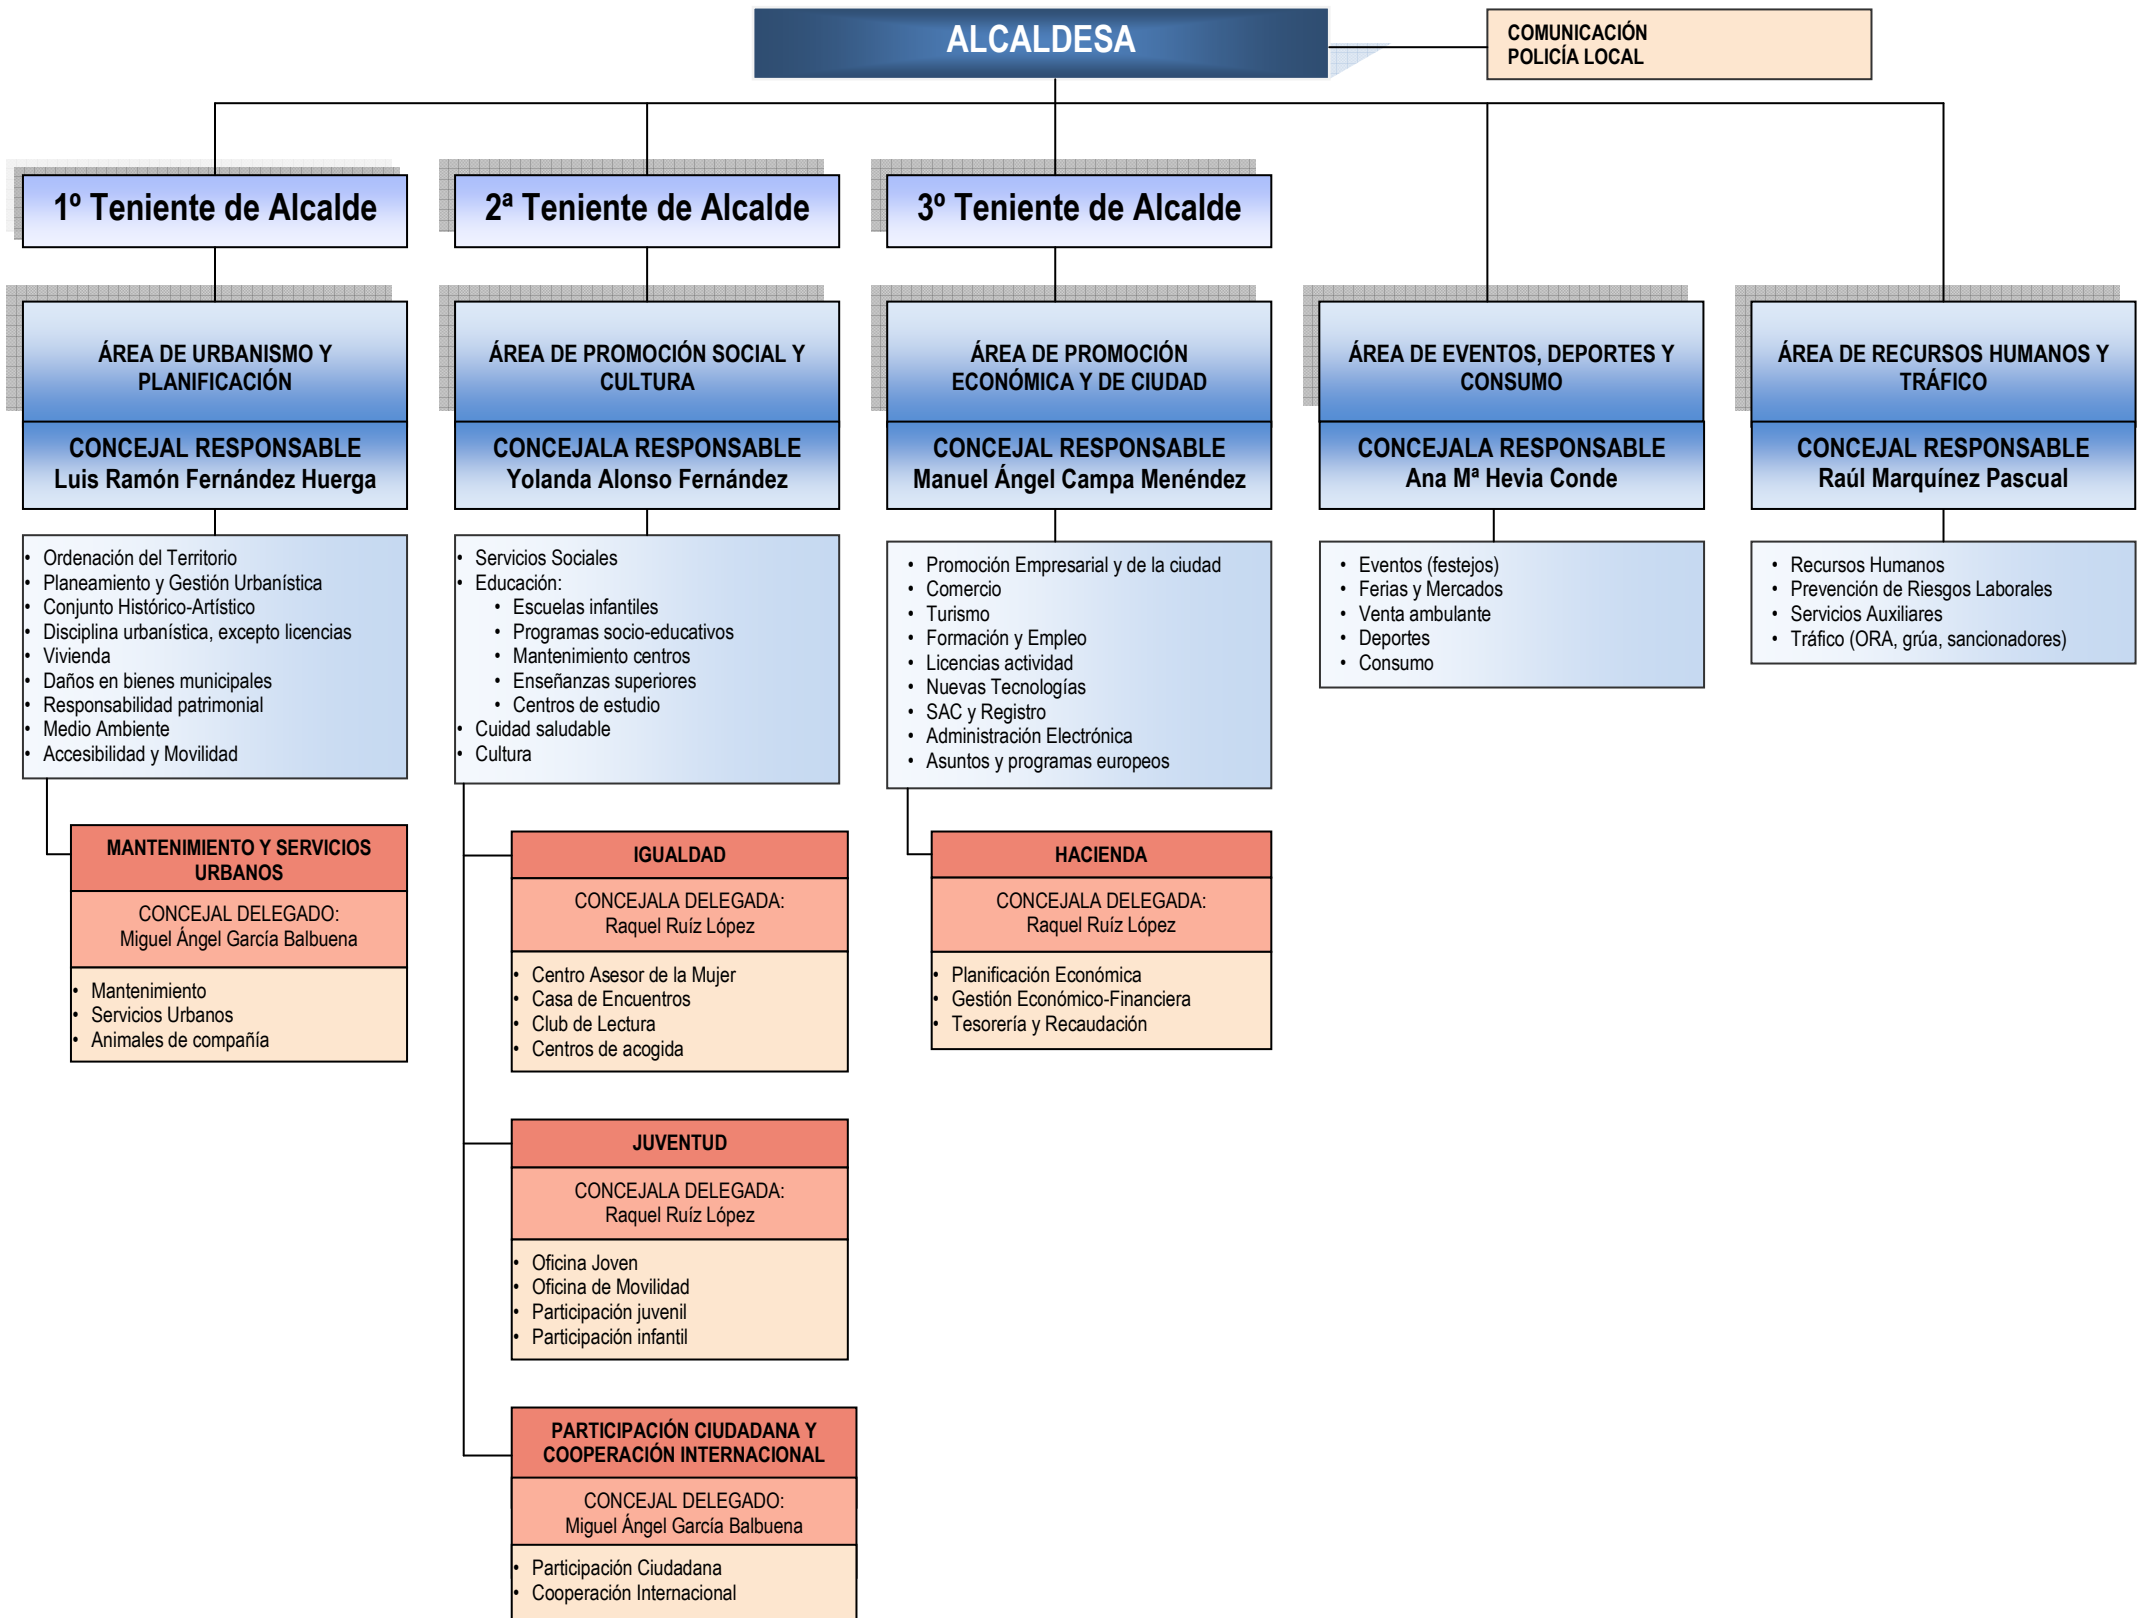 ALCALDESA
COMUNICACIÓN
POLICÍA LOCAL
1º Teniente de Alcalde
2ª Teniente de Alcalde
3º Teniente de Alcalde
ÁREA DE URBANISMO Y
PLANIFICACIÓN
CONCEJAL RESPONSABLE
Luis Ramón Fernández Huerga
• Ordenación del Territorio
• Planeamiento y Gestión Urbanística
• Conjunto Histórico-Artístico
• Disciplina urbanística, excepto licencias
• Vivienda
• Daños en bienes municipales
• Responsabilidad patrimonial
• Medio Ambiente
• Accesibilidad y Movilidad
MANTENIMIENTO Y SERVICIOS
URBANOS
CONCEJAL DELEGADO:
Miguel Ángel García Balbuena
• Mantenimiento
• Servicios Urbanos
• Animales de compañía
ÁREA DE PROMOCIÓN SOCIAL Y
CULTURA
CONCEJALA RESPONSABLE
Yolanda Alonso Fernández
• Servicios Sociales
• Educación:
• Escuelas infantiles
• Programas socio-educativos
• Mantenimiento centros
• Enseñanzas superiores
• Centros de estudio
• Cuidad saludable
• Cultura
IGUALDAD
CONCEJALA DELEGADA:
Raquel Ruíz López
• Centro Asesor de la Mujer
• Casa de Encuentros
• Club de Lectura
• Centros de acogida
JUVENTUD
CONCEJALA DELEGADA:
Raquel Ruíz López
• Oficina Joven
• Oficina de Movilidad
• Participación juvenil
• Participación infantil
PARTICIPACIÓN CIUDADANA Y
COOPERACIÓN INTERNACIONAL
CONCEJAL DELEGADO:
Miguel Ángel García Balbuena
• Participación Ciudadana
• Cooperación Internacional
ÁREA DE PROMOCIÓN
ECONÓMICA Y DE CIUDAD
CONCEJAL RESPONSABLE
Manuel Ángel Campa Menéndez
• Promoción Empresarial y de la ciudad
• Comercio
• Turismo
• Formación y Empleo
• Licencias actividad
• Nuevas Tecnologías
• SAC y Registro
• Administración Electrónica
• Asuntos y programas europeos
HACIENDA
CONCEJALA DELEGADA:
Raquel Ruíz López
• Planificación Económica
• Gestión Económico-Financiera
• Tesorería y Recaudación
ÁREA DE EVENTOS, DEPORTES Y
CONSUMO
CONCEJALA RESPONSABLE
Ana Mª Hevia Conde
• Eventos (festejos)
• Ferias y Mercados
• Venta ambulante
• Deportes
• Consumo
ÁREA DE RECURSOS HUMANOS Y
TRÁFICO
CONCEJAL RESPONSABLE
Raúl Marquínez Pascual
• Recursos Humanos
• Prevención de Riesgos Laborales
• Servicios Auxiliares
• Tráfico (ORA, grúa, sancionadores)